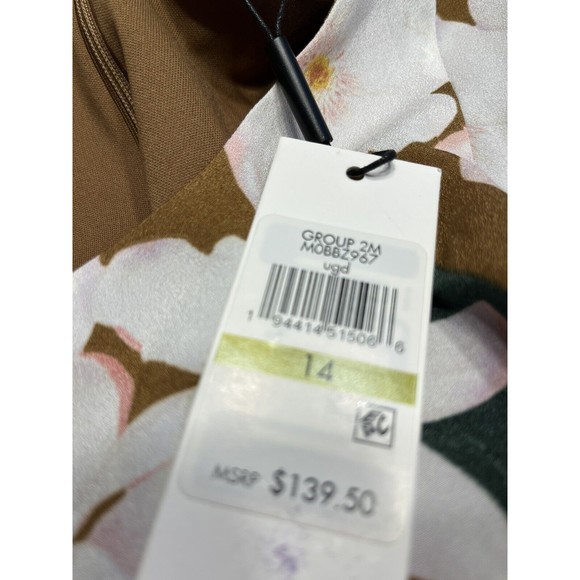 GROUP 2M
M0BBZ967
ugd
1 94414 51506 6
14
MSRP $139.50